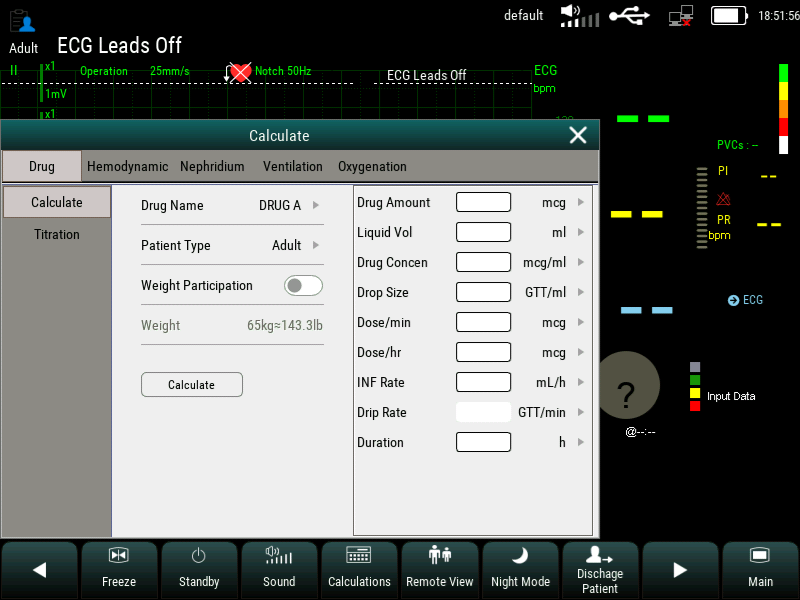 default
18:51:56
Adult
ECG Leads Off
II
x1
Operation
25mm/s
Notch 50Hz
ECG Leads Off
ECG
bpm
1mV
x1
Calculate
PVCs : --
Drug
Hemodynamic
Nephridium
Ventilation
Oxygenation
PI
--
PR
--
bpm
Calculate
Titration
Drug Name
DRUG A
Patient Type
Adult
Weight Participation
Weight
65kg≈143.3lb
Calculate
Drug Amount
mcg
Liquid Vol
ml
Drug Concen
mcg/ml
Drop Size
GTT/ml
Dose/min
mcg
Dose/hr
mcg
INF Rate
mL/h
Drip Rate
GTT/min
Duration
h
ECG
?
Input Data
@--:--
Freeze
Standby
Sound
Calculations
Remote View
Night Mode
Dischage
Patient
Main